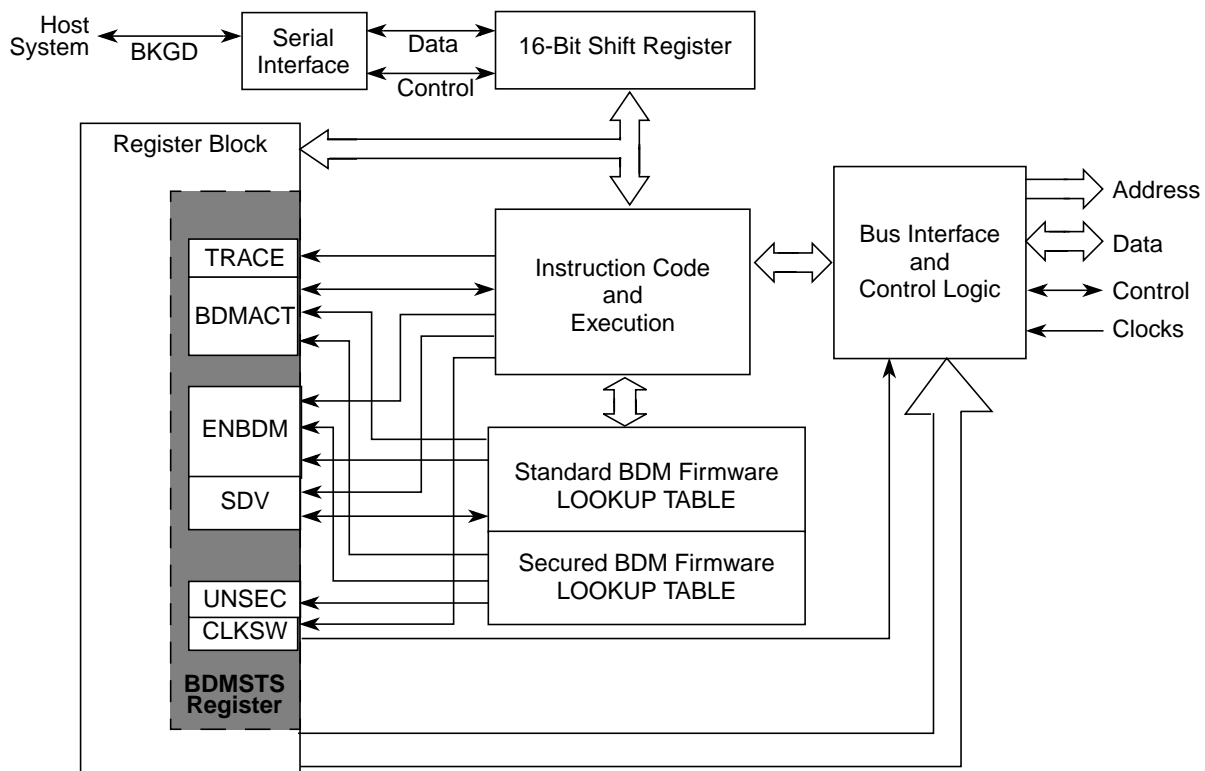 Host
System
BKGD
Serial
Interface
Data
Control
16-Bit Shift Register
Register Block
TRACE
BDMACT
ENBDM
SDV
UNSEC
CLKSW
BDMSTS
Register
Instruction Code
and
Execution
Standard BDM Firmware
LOOKUP TABLE
Secured BDM Firmware
LOOKUP TABLE
Bus Interface
and
Control Logic
Address
Data
Control
Clocks